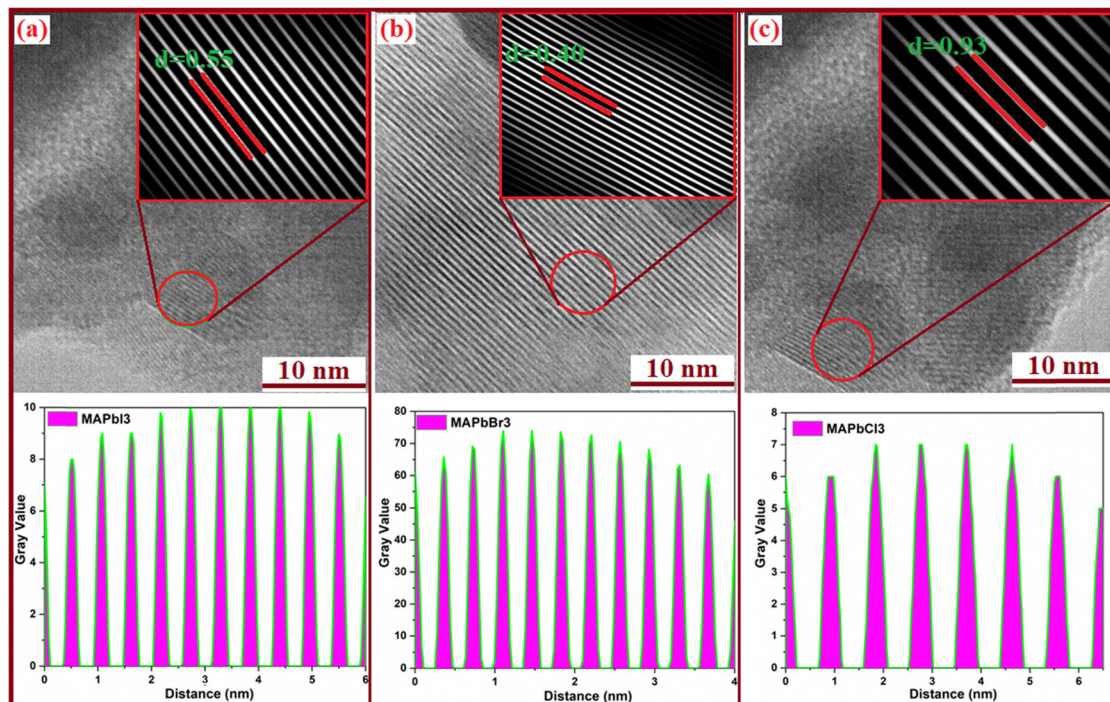 (a)
d=0.55
10 nm
(b)
d=0.40
10 nm
(c)
d=0.93
10 nm
MAPbI3
Gray Value
10
8
6
4
2
0
0 1 2 3 4 5 6
Distance (nm)
MAPbBr3
Gray Value
80
70
60
50
40
30
20
10
0
0 1 2 3 4
Distance (nm)
MAPbCl3
Gray Value
8
7
6
5
4
3
2
1
0
0 1 2 3 4 5 6
Distance (nm)